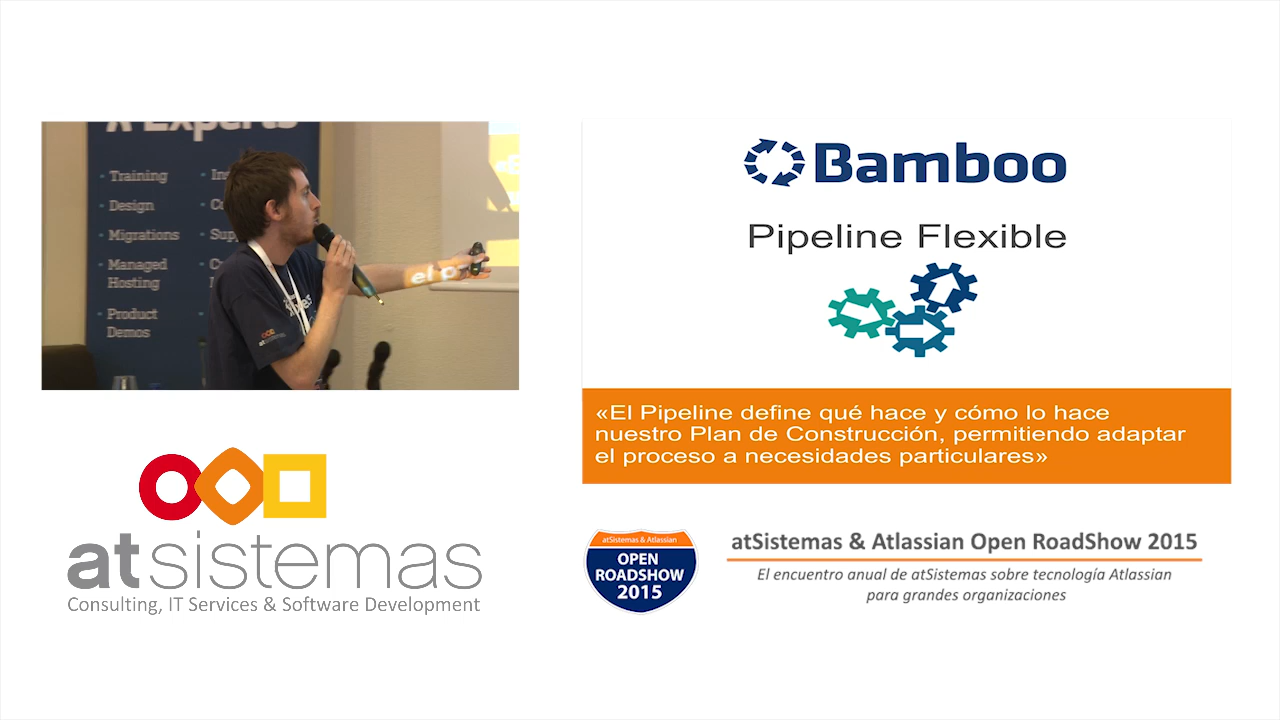 Experts
Training
Design
Migrations
Managed
Hosting
Product
Demos
el p
atsistemas
Bamboo
Pipeline Flexible
«El Pipeline define qué hace y cómo lo hace
nuestro Plan de Construcción, permitiendo adaptar
el proceso a necesidades particulares»
atsistemas
Consulting, IT Services & Software Development
atSistemas & Atlassian
OPEN
ROADSHOW
2015
atSistemas & Atlassian Open RoadShow 2015
El encuentro anual de atSistemas sobre tecnología Atlassian
para grandes organizaciones